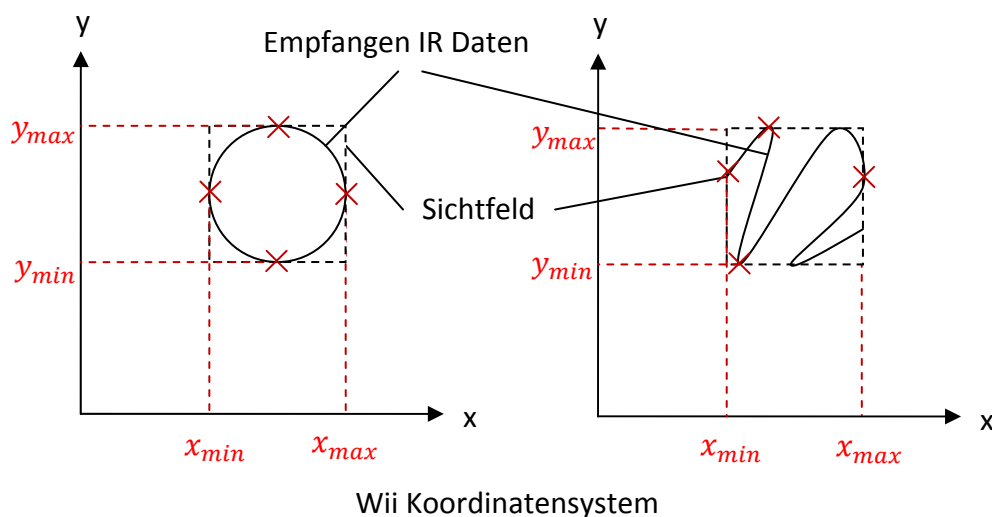 y
y
Empfangen IR Daten
y_max
y_max
Sichtfeld
y_min
y_min
x
x
x_min
x_max
x_min
x_max
Wii Koordinatensystem